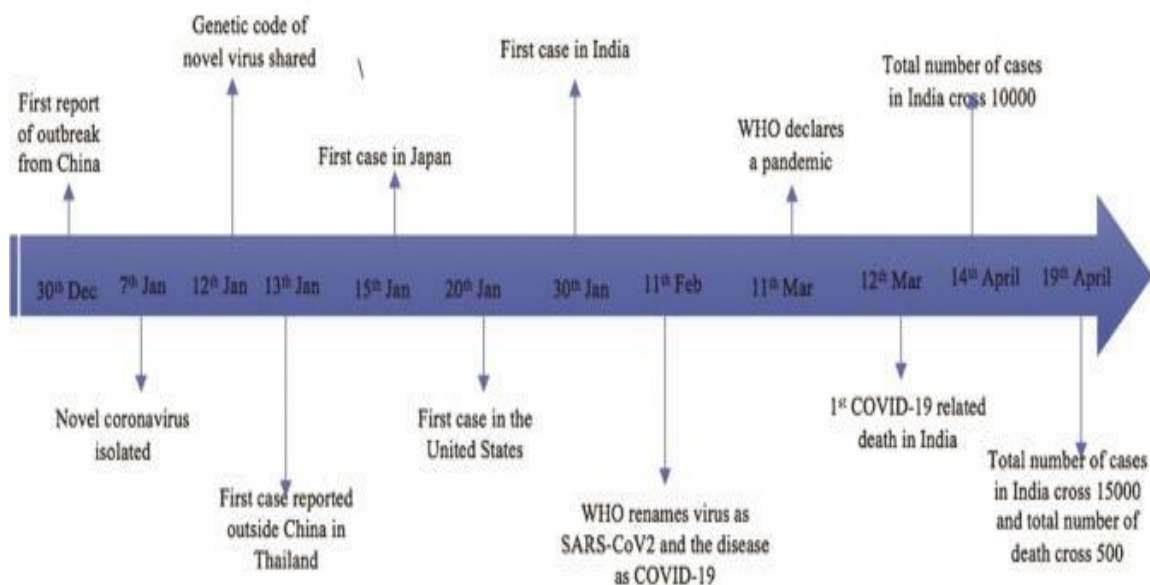 Genetic code of
novel virus shared
First case in India
Total number of cases
in India cross 10000
First report
of outbreak
from China
First case in Japan
WHO declares
a pandemic
30th Dec
7th Jan
12th Jan
13th Jan
15th Jan
20th Jan
30th Jan
11th Feb
11th Mar
12th Mar
14th April
19th April
Novel coronavirus
isolated
First case in the
United States
1st COVID-19 related
death in India
First case reported
outside China in
Thailand
WHO renames virus as
SARS-CoV2 and the disease
as COVID-19
Total number of cases
in India cross 15000
and total number of
death cross 500